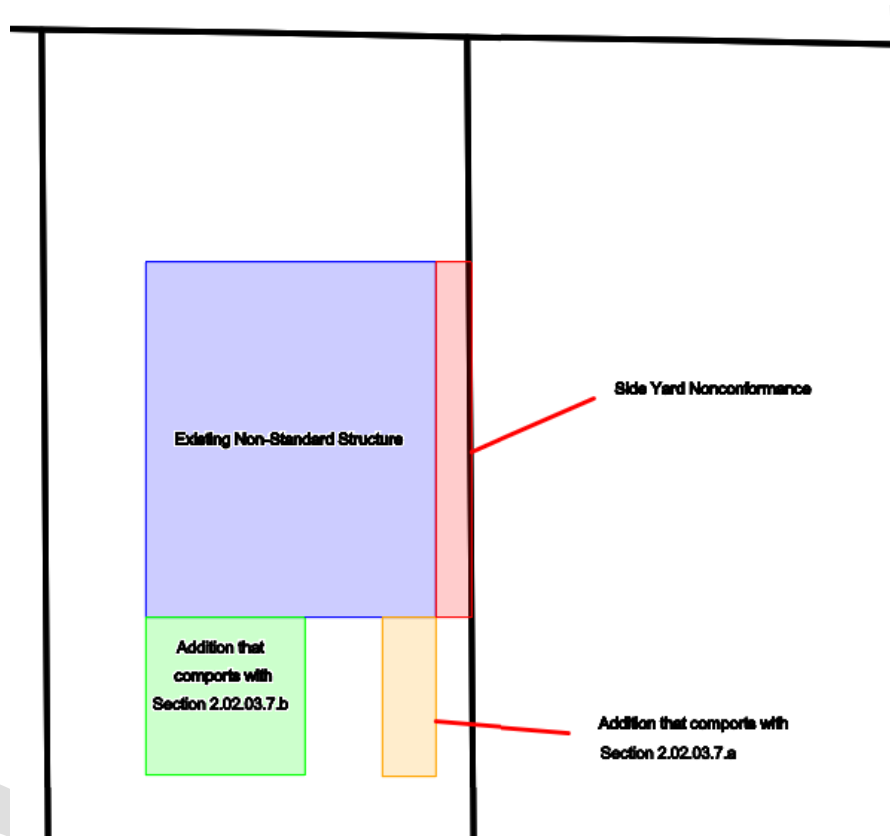 Side Yard Nonconformance
Existing Non-Standard Structure
Addition that
comports with
Section 2.02.03.7.b
Addition that comports with
Section 2.02.03.7.a